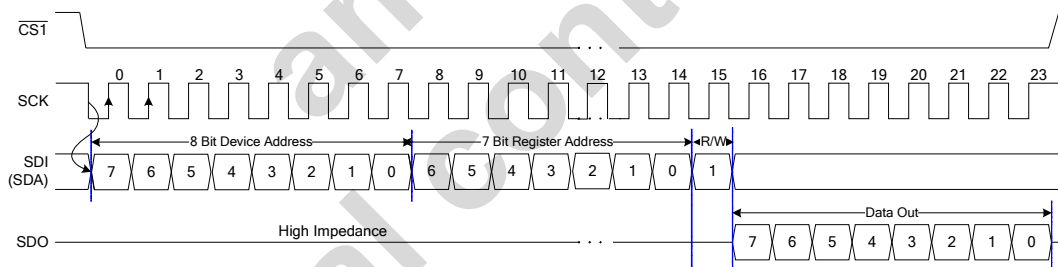 CS1
0 1 2 3 4 5 6 7 8 9 10 11 12 13 14 15 16 17 18 19 20 21 22 23
SCK
8 Bit Device Address 7 Bit Register Address R/W
SDI
(SDA)
7 6 5 4 3 2 1 0 6 5 4 3 2 1 0 1
Data Out
High Impedance
SDO
7 6 5 4 3 2 1 0